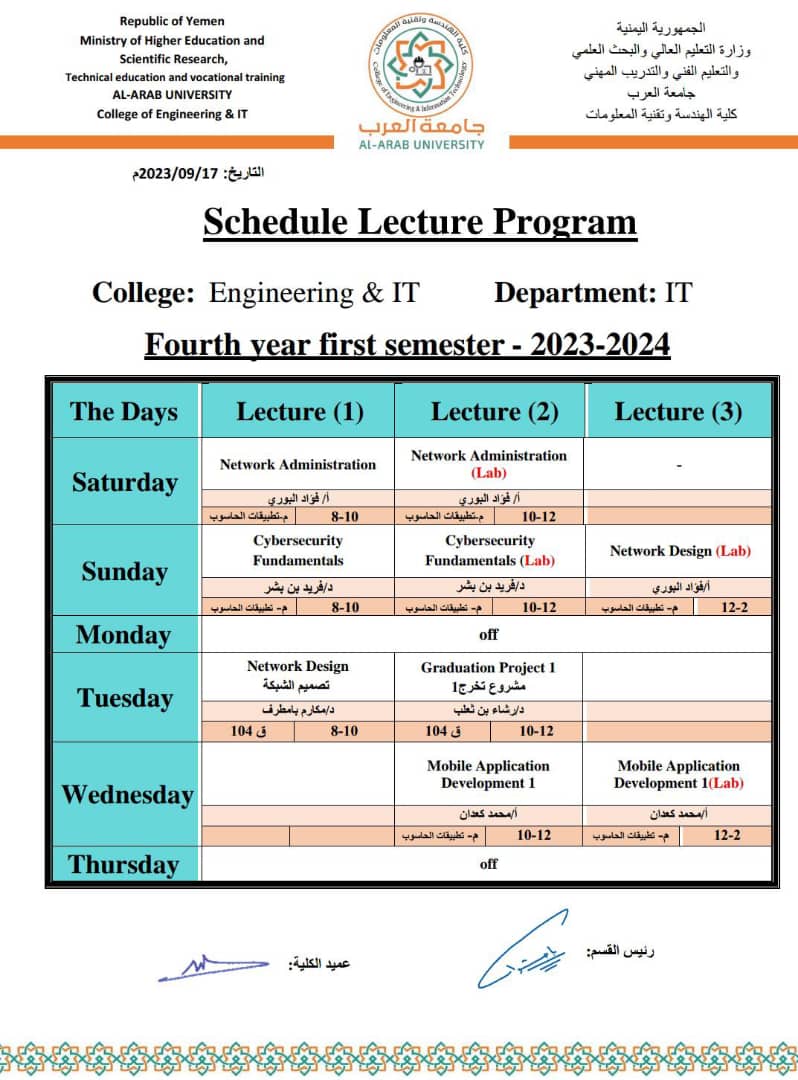 Republic of Yemen
Ministry of Higher Education and
Scientific Research,
Technical education and vocational training
AL-ARAB UNIVERSITY
College of Engineering & IT
كلية الهندسة وتقنية المعلومات
College of Engineering & Information Technology
جامعة العرب
AL-ARAB UNIVERSITY
الجمهورية اليمنية
وزارة التعليم العالي والبحث العلمي
والتعليم الفني والتدريب المهني
جامعة العرب
كلية الهندسة وتقنية المعلومات
التاريخ: 2023/09/17م
Schedule Lecture Program
College: Engineering & IT Department: IT
Fourth year first semester - 2023-2024
The Days Lecture (1) Lecture (2) Lecture (3)
Saturday
Network Administration
أ/ فؤاد البوري
م-تطبيقات الحاسوب 8-10
Network Administration
(Lab)
أ/ فؤاد البوري
م-تطبيقات الحاسوب 10-12
-
Sunday
Cybersecurity
Fundamentals
د/فريد بن بشر
م- تطبيقات الحاسوب 8-10
Cybersecurity
Fundamentals (Lab)
د/فريد بن بشر
م- تطبيقات الحاسوب 10-12
Network Design (Lab)
أ/فؤاد البوري
م- تطبيقات الحاسوب 12-2
Monday
off
Tuesday
Network Design
تصميم الشبكة
د/مكارم بامطرف
ق 104 8-10
Graduation Project 1
مشروع تخرج1
د/رشاء بن ثعلب
ق 104 10-12
Wednesday
Mobile Application
Development 1
أ/محمد كعدان
م- تطبيقات الحاسوب 10-12
Mobile Application
Development 1(Lab)
أ/محمد كعدان
م- تطبيقات الحاسوب 12-2
Thursday
off
رئيس القسم:
عميد الكلية: